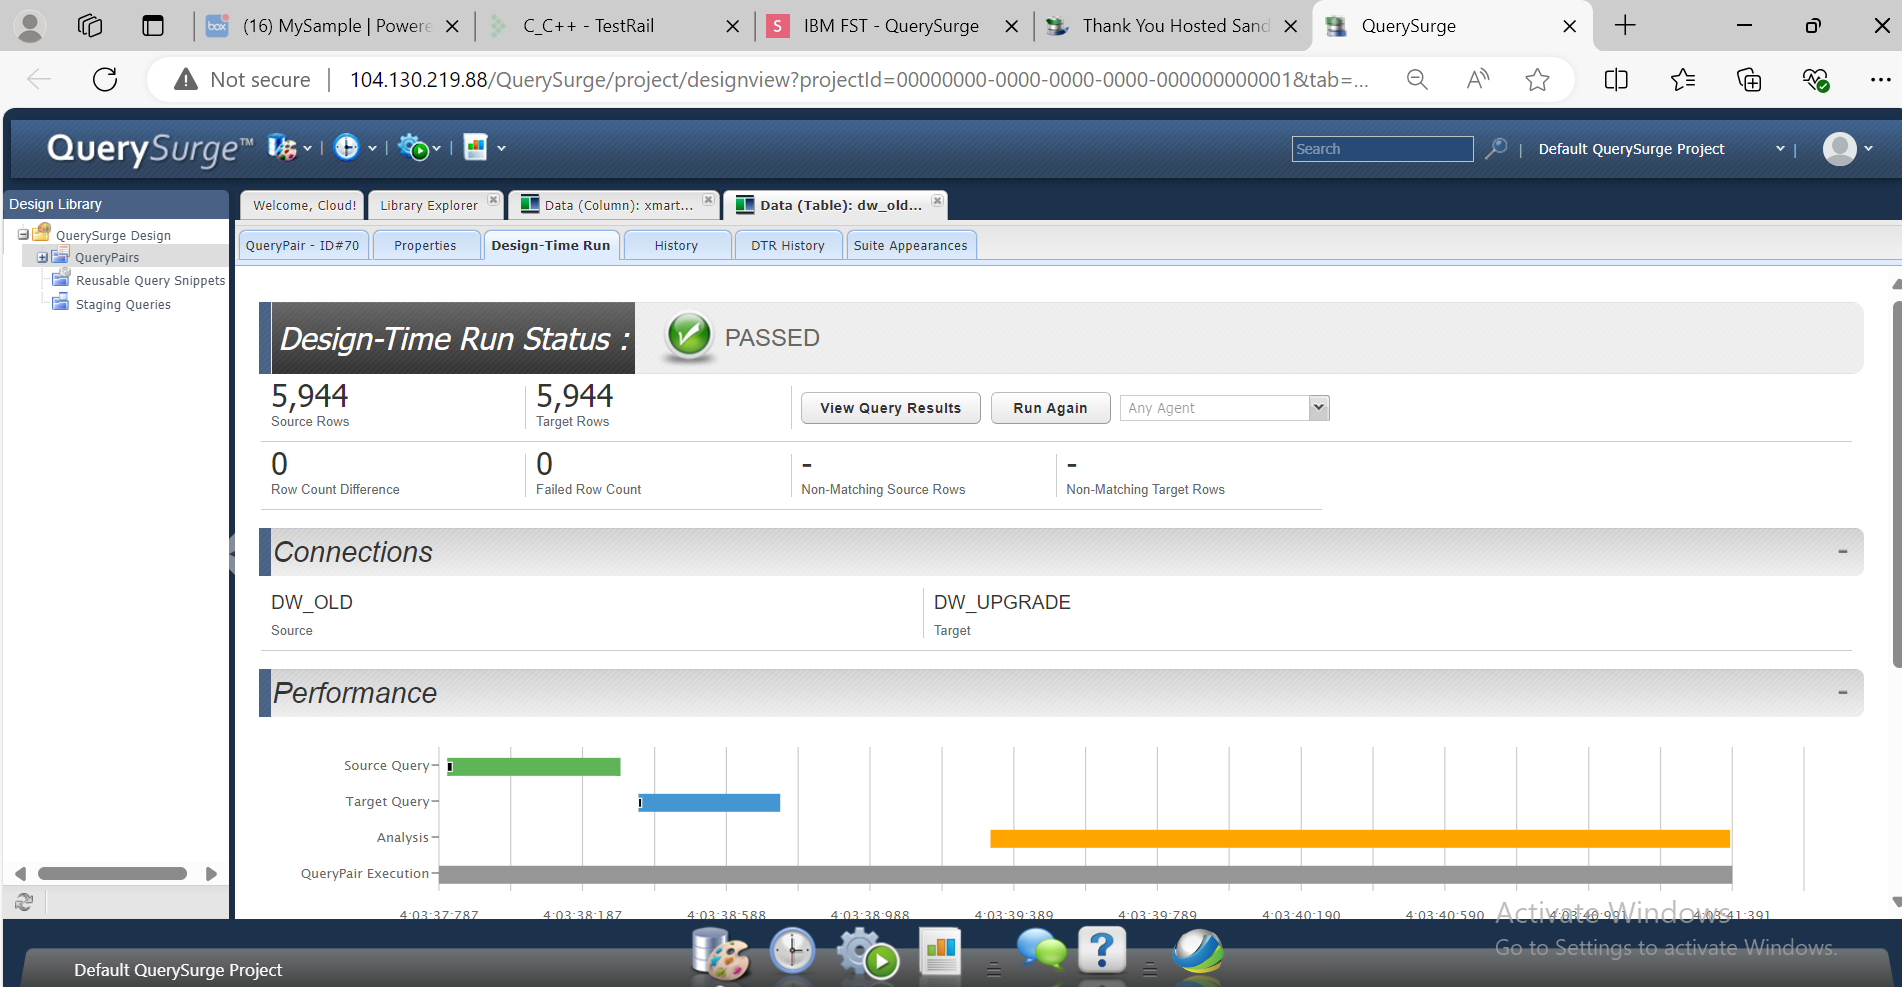 (16) MySample | Powere
C_C++ - TestRail
IBM FST - QuerySurge
Thank You Hosted Sand
QuerySurge
Not secure
104.130.219.88/QuerySurge/project/designview?projectId=00000000-0000-0000-0000-000000000001&tab=...
QuerySurge™
Search
Default QuerySurge Project
Design Library
QuerySurge Design
QueryPairs
Reusable Query Snippets
Staging Queries
Welcome, Cloud!
Library Explorer
Data (Column): xmart...
Data (Table): dw_old...
QueryPair - ID#70
Properties
Design-Time Run
History
DTR History
Suite Appearances
Design-Time Run Status :
PASSED
5,944
Source Rows
5,944
Target Rows
View Query Results
Run Again
Any Agent
0
Row Count Difference
0
Failed Row Count
-
Non-Matching Source Rows
-
Non-Matching Target Rows
Connections
DW_OLD
Source
DW_UPGRADE
Target
Performance
Source Query
Target Query
Analysis
QueryPair Execution
4:03:37:787
4:03:38:187
4:03:38:588
4:03:38:988
4:03:39:389
4:03:39:789
4:03:40:190
4:03:40:590
Activate Windows
Go to Settings to activate Windows.
Default QuerySurge Project
box
S